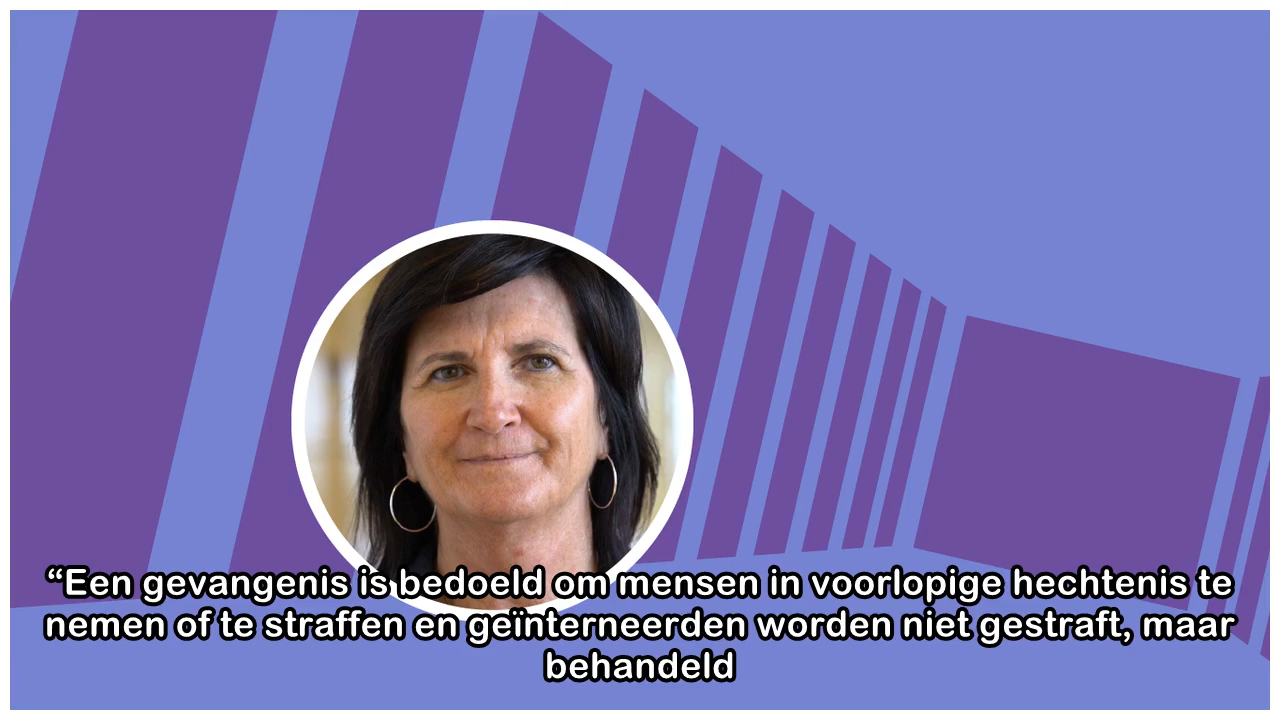 “Een gevangenis is bedoeld om mensen in voorlopige hechtenis te
nemen of te straffen en geïnterneerden worden niet gestraft, maar
behandeld